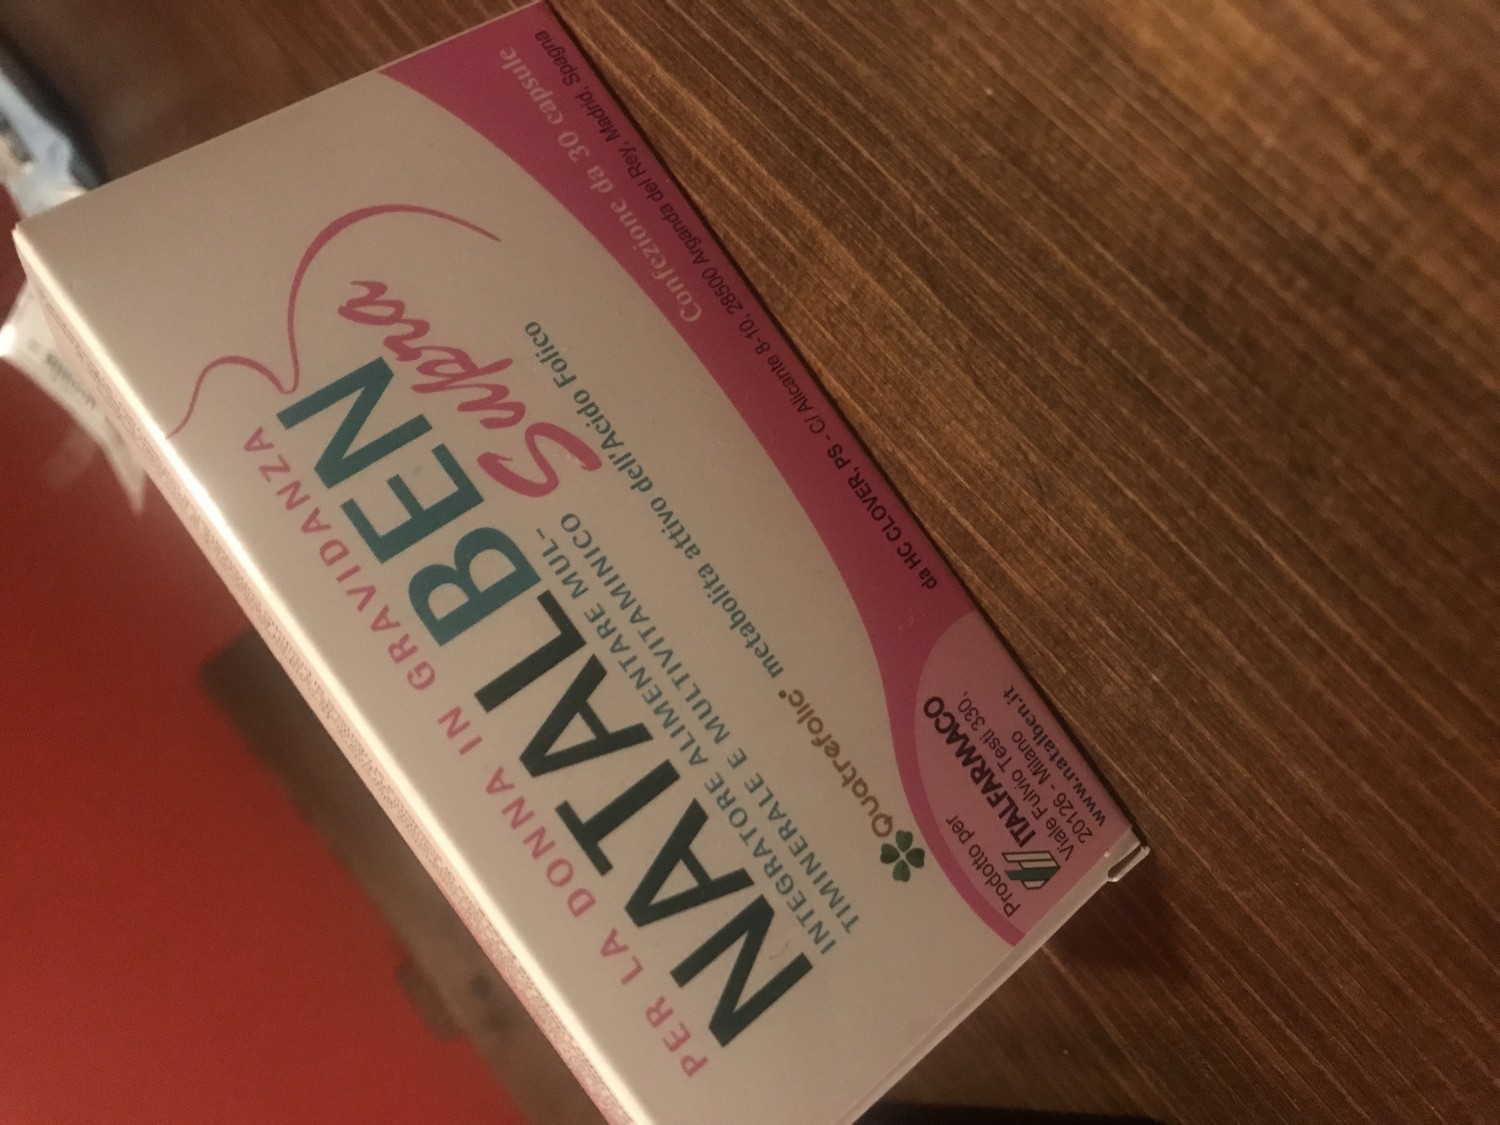 PER LA DONNA IN GRAVIDANZA
NATALBEN
Supra
INTEGRATORE ALIMENTARE MUL-
TIMINERALE E MULTIVITAMINICO
Quatrefolic® metabolita attivo dell'Acido Folico
Confezione da 30 capsule
Prodotto per
ITALFARMACO
Viale Fulvio Testi 330,
20126 - Milano
www.natalben.it
da HC CLOVER, PS - C/ Alicante 8-10, 28500 Arganda del Rey, Madrid, Spagna